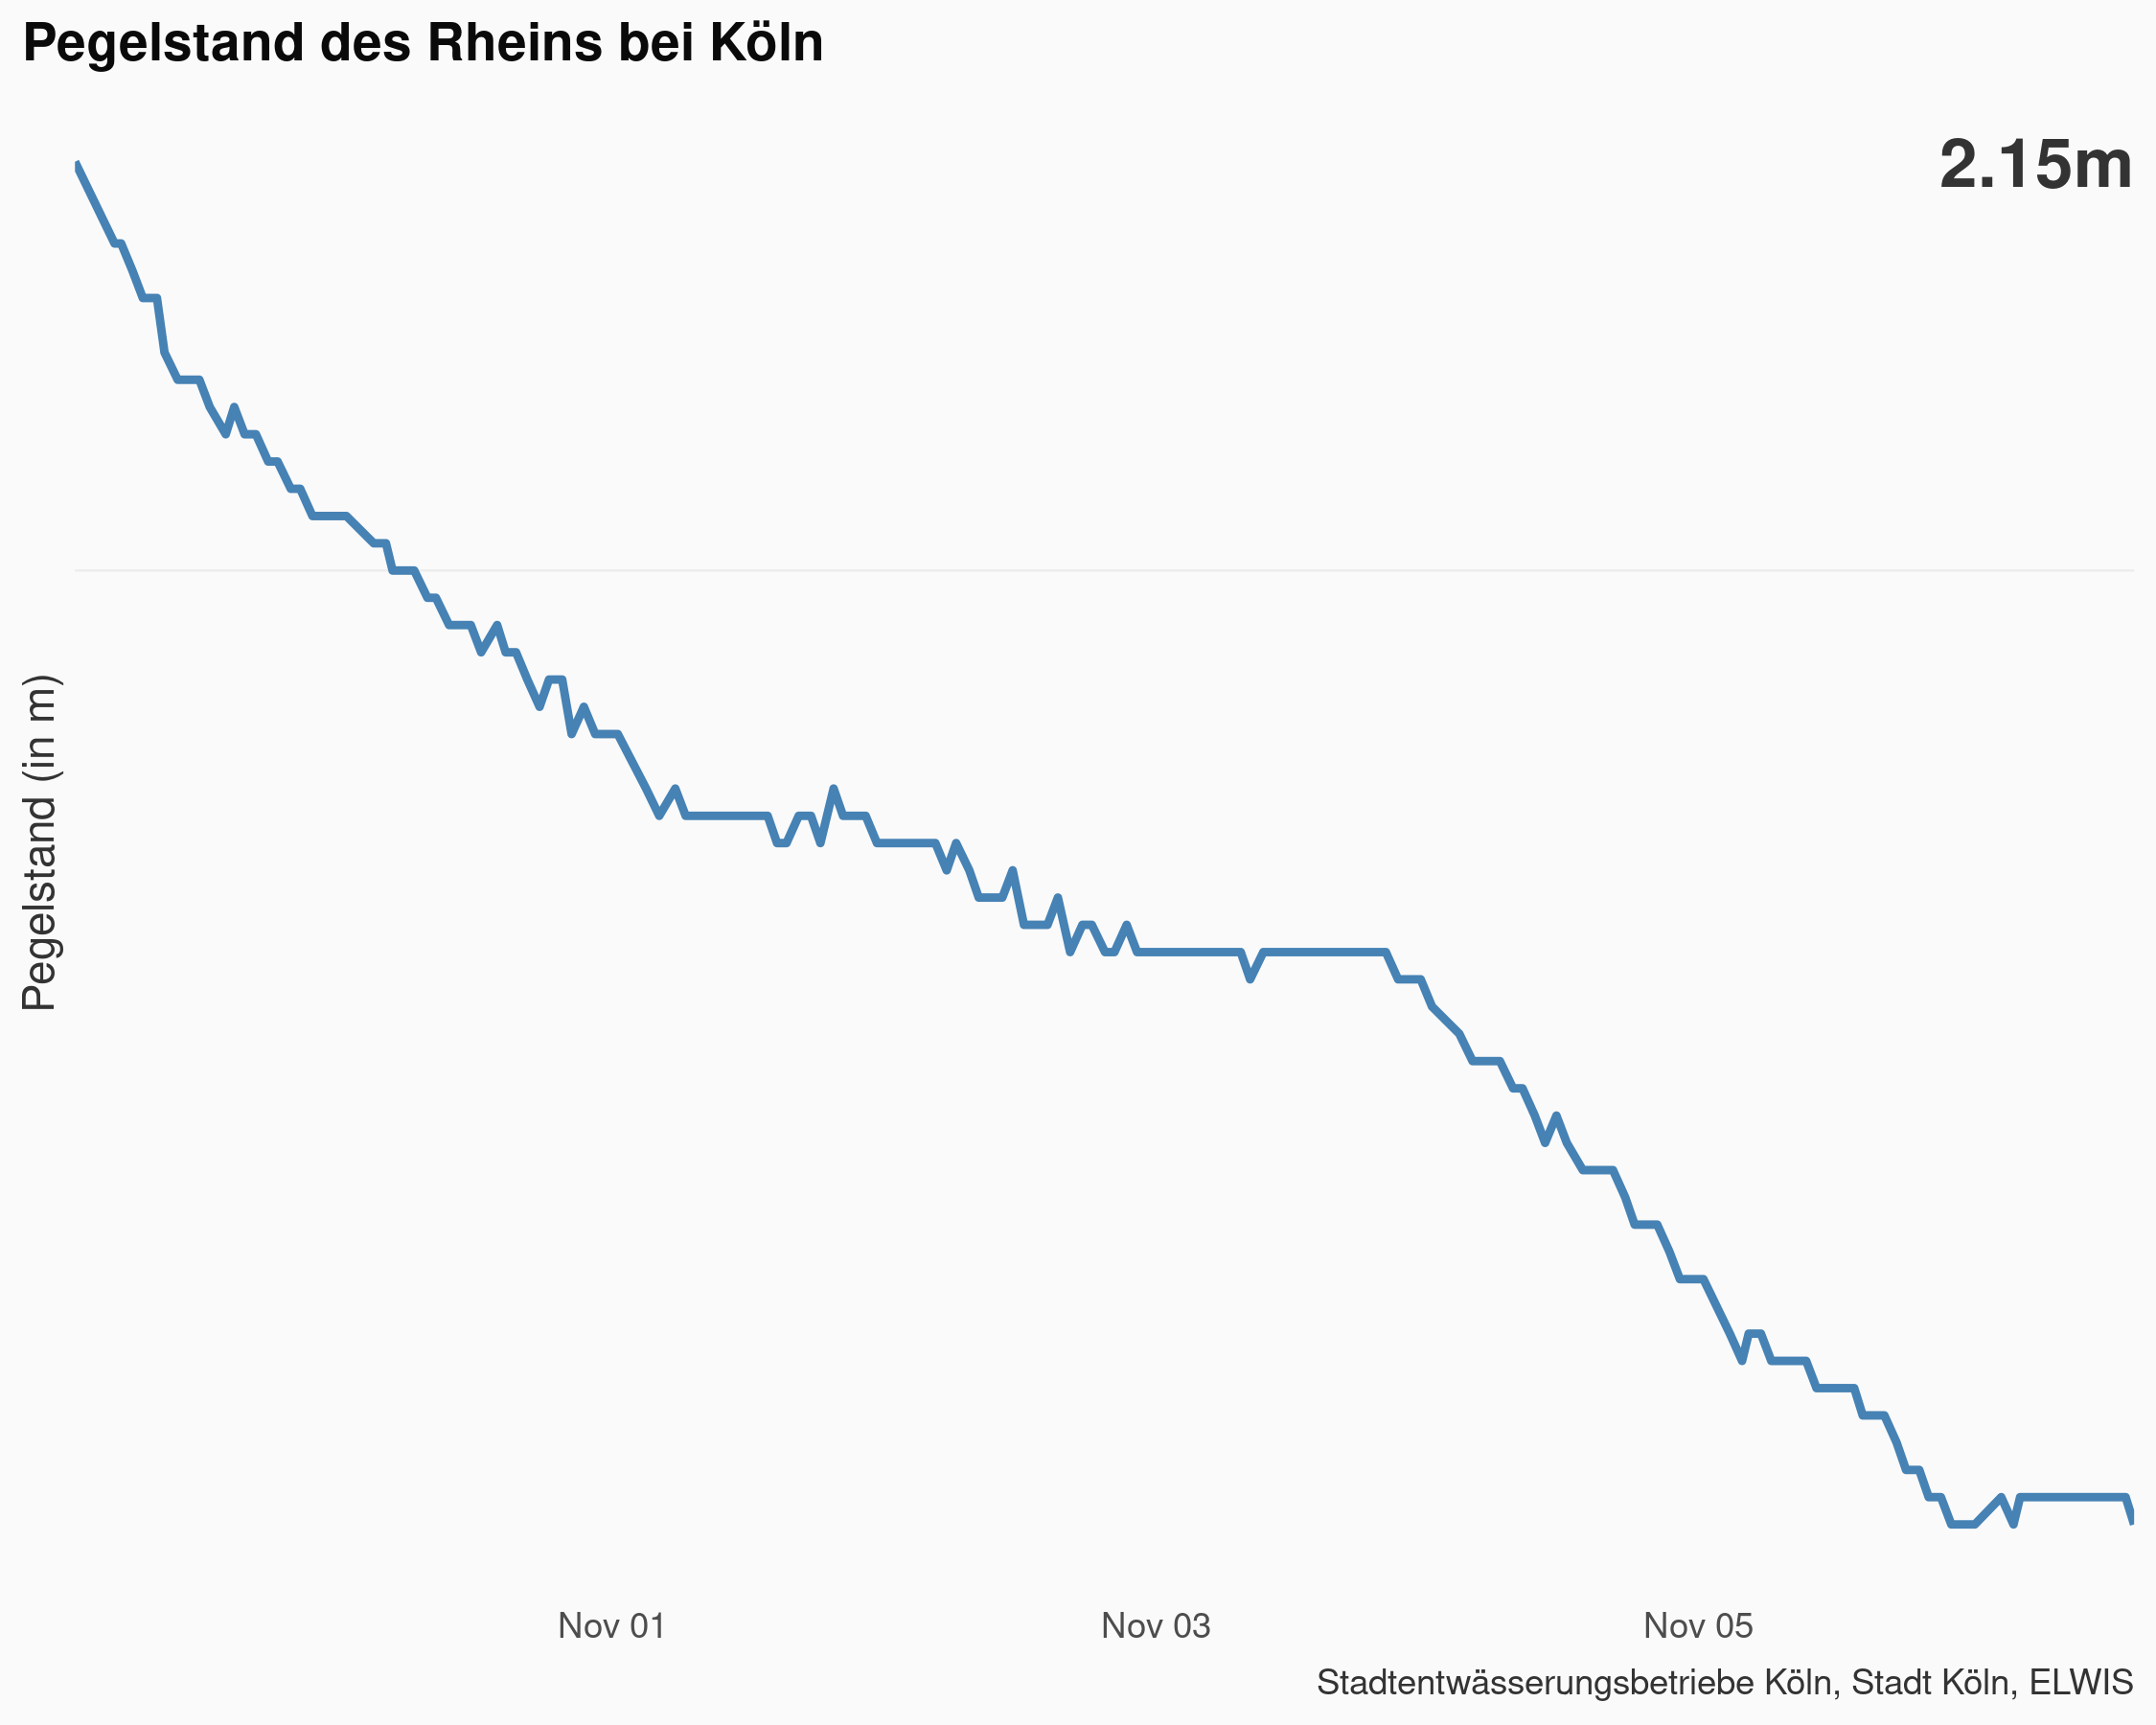 Pegelstand des Rheins bei Köln
2.15m
Pegelstand (in m)
Nov 01
Nov 03
Nov 05
Stadtentwässerungsbetriebe Köln, Stadt Köln, ELWIS